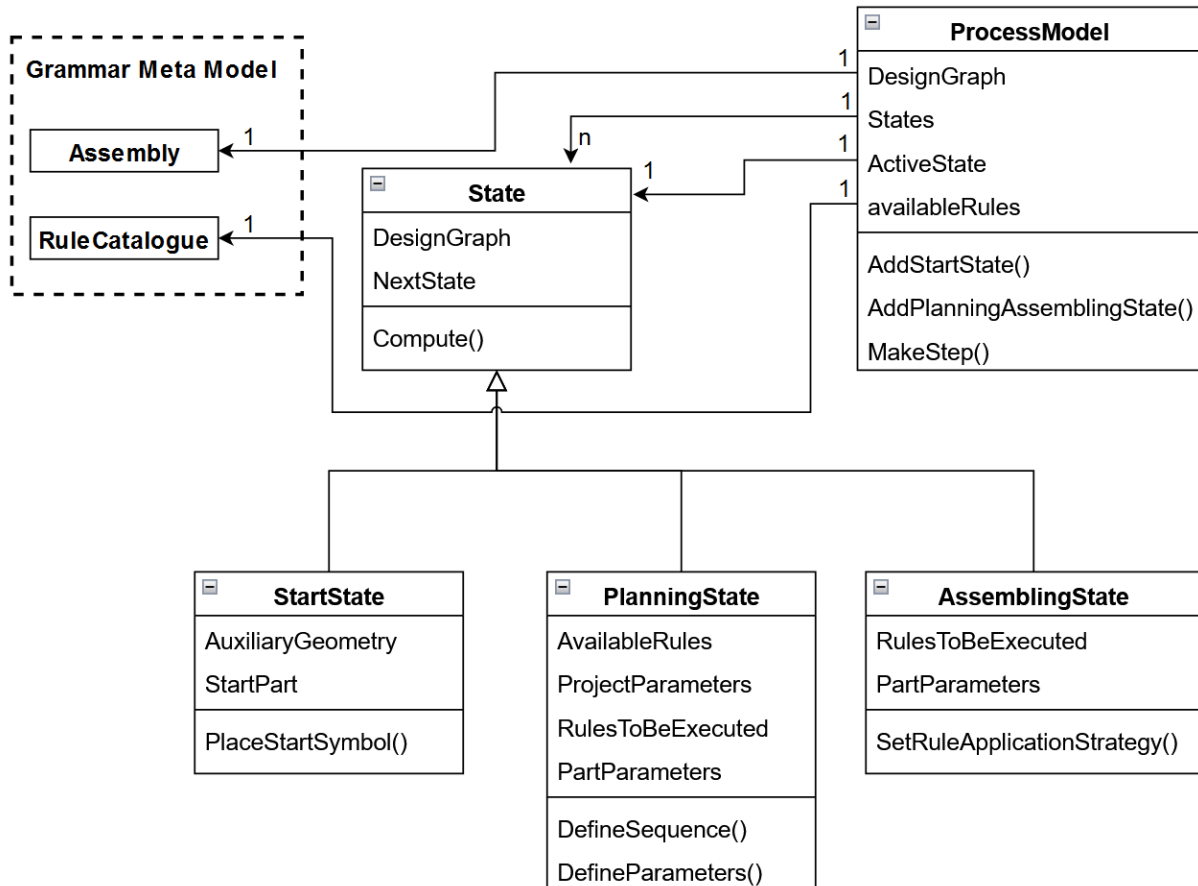 Grammar Meta Model
Assembly
1
RuleCatalogue
1
ProcessModel
1
DesignGraph
1
States
1
ActiveState
1
availableRules
AddStartState()
AddPlanningAssemblingState()
MakeStep()
n
1
State
DesignGraph
NextState
Compute()
StartState
AuxiliaryGeometry
StartPart
PlaceStartSymbol()
PlanningState
AvailableRules
ProjectParameters
RulesToBeExecuted
PartParameters
DefineSequence()
DefineParameters()
AssemblingState
RulesToBeExecuted
PartParameters
SetRuleApplicationStrategy()